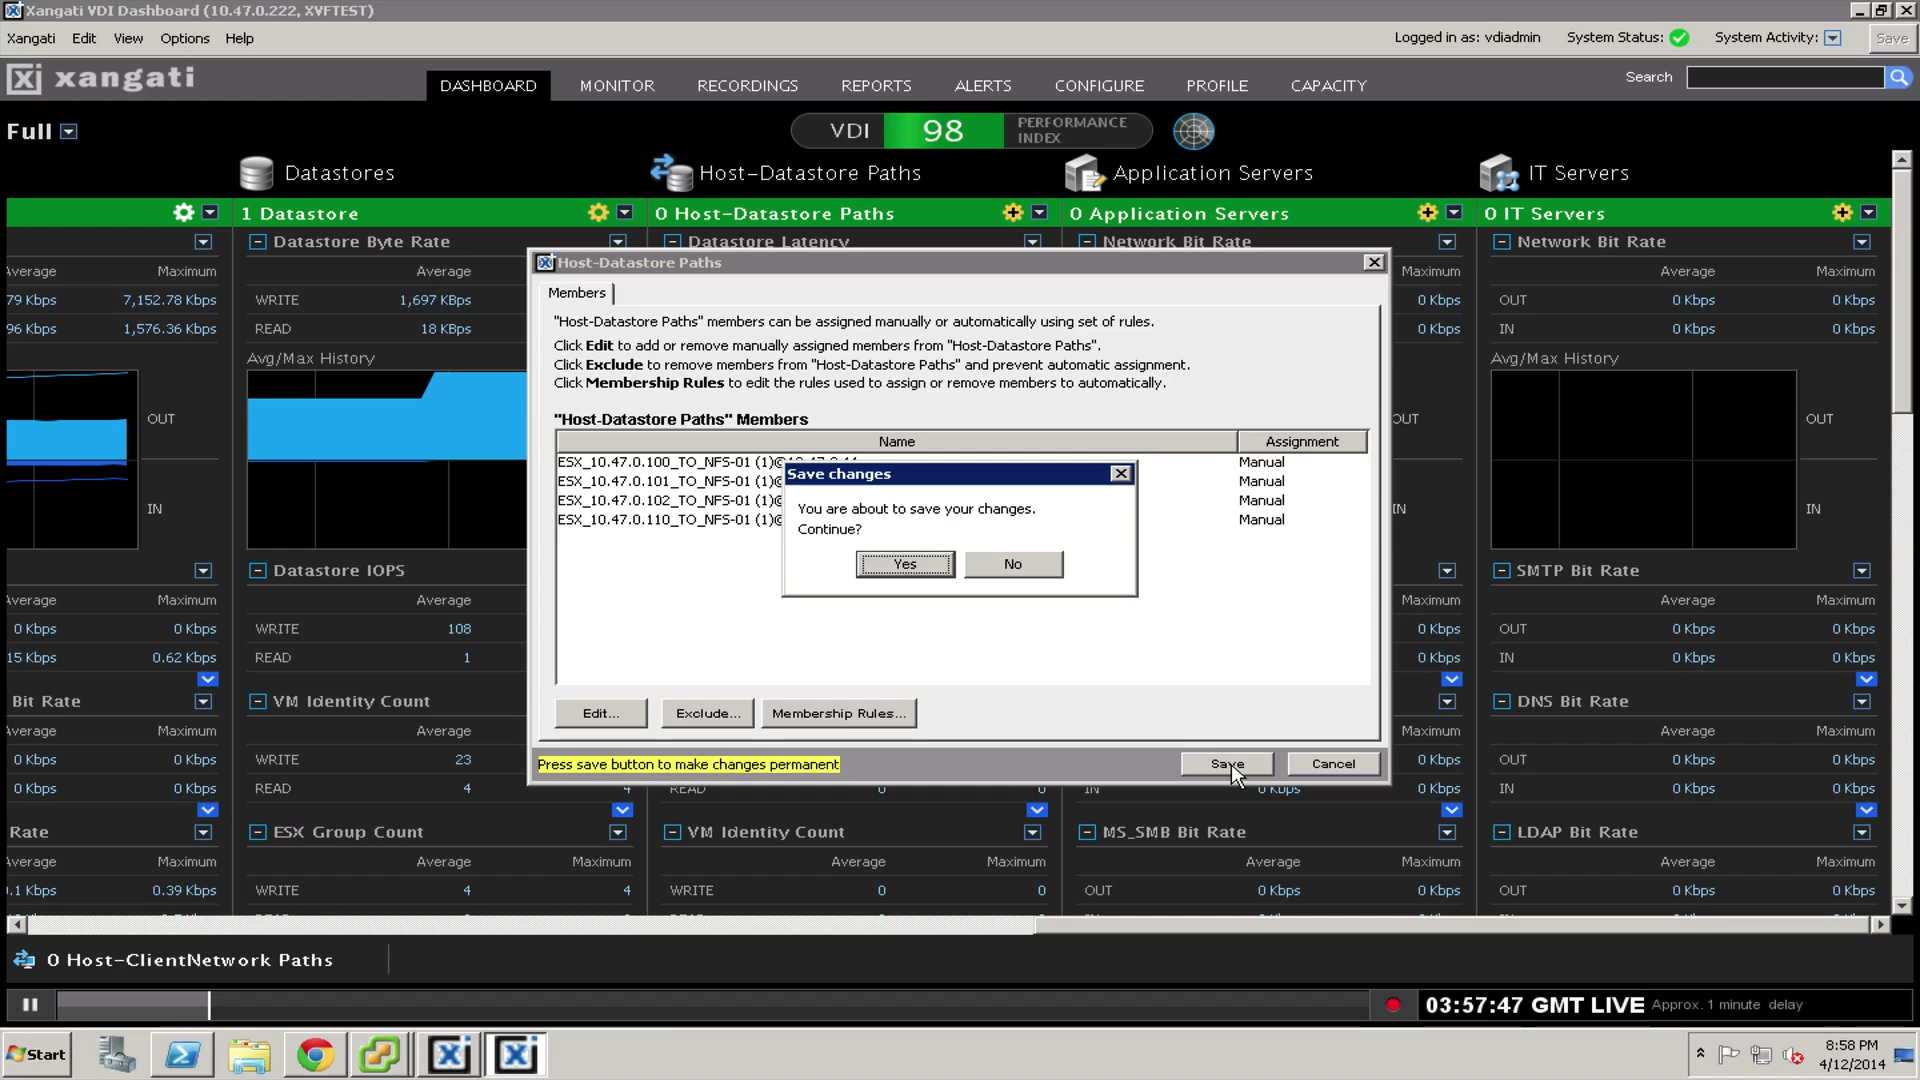 Xangati VDI Dashboard (10.47.0.222, XVFTEST)
Xangati Edit View Options Help
Logged in as: vdiadmin System Status: System Activity: Save
xangati
DASHBOARD MONITOR RECORDINGS REPORTS ALERTS CONFIGURE PROFILE CAPACITY
Search
Full
VDI 98 PERFORMANCE INDEX
Datastores Host-Datastore Paths Application Servers IT Servers
1 Datastore 0 Host-Datastore Paths 0 Application Servers 0 IT Servers
Datastore Byte Rate Datastore Latency Network Bit Rate Network Bit Rate
Average Maximum Average Maximum Average Maximum
79 Kbps 7,152.78 Kbps WRITE 1,697 KBps 0 Kbps OUT 0 Kbps 0 Kbps
96 Kbps 1,576.36 Kbps READ 18 KBps 0 Kbps IN 0 Kbps 0 Kbps
Avg/Max History Avg/Max History
OUT OUT OUT
IN IN IN
Host-Datastore Paths
Members
"Host-Datastore Paths" members can be assigned manually or automatically using set of rules.
Click Edit to add or remove manually assigned members from "Host-Datastore Paths".
Click Exclude to remove members from "Host-Datastore Paths" and prevent automatic assignment.
Click Membership Rules to edit the rules used to assign or remove members to automatically.
"Host-Datastore Paths" Members
Name Assignment
ESX_10.47.0.100_TO_NFS-01 (1)@10.47.0.11 Manual
ESX_10.47.0.101_TO_NFS-01 (1)@ Manual
ESX_10.47.0.102_TO_NFS-01 (1)@ Manual
ESX_10.47.0.110_TO_NFS-01 (1)@ Manual
Save changes
You are about to save your changes.
Continue?
Yes No
Edit... Exclude... Membership Rules...
Press save button to make changes permanent
Save Cancel
Datastore IOPS SMTP Bit Rate
Average Maximum Average Maximum Average Maximum
0 Kbps 0 Kbps WRITE 108 0 Kbps OUT 0 Kbps 0 Kbps
15 Kbps 0.62 Kbps READ 1 0 Kbps IN 0 Kbps 0 Kbps
Bit Rate VM Identity Count DNS Bit Rate
Average Maximum Average Maximum Average Maximum
0 Kbps 0 Kbps WRITE 23 0 Kbps OUT 0 Kbps 0 Kbps
0 Kbps 0 Kbps READ 4 4 READ 0 0 IN 0 Kbps 0 Kbps IN 0 Kbps 0 Kbps
Rate ESX Group Count VM Identity Count MS_SMB Bit Rate LDAP Bit Rate
Average Maximum Average Maximum Average Maximum Average Maximum Average Maximum
0.1 Kbps 0.39 Kbps WRITE 4 4 WRITE 0 0 OUT 0 Kbps 0 Kbps OUT 0 Kbps 0 Kbps
0 Host-ClientNetwork Paths
03:57:47 GMT LIVE Approx. 1 minute delay
Start
8:58 PM
4/12/2014